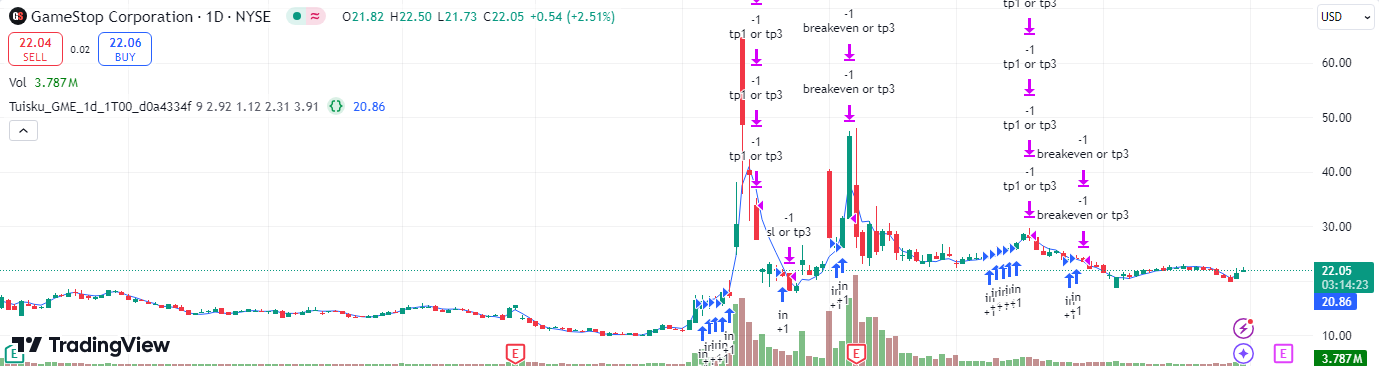 GameStop Corporation · 1D · NYSE O21.82 H22.50 L21.73 C22.05 +0.54 (+2.51%)
USD
22.04
SELL
0.02
22.06
BUY
Vol 3.787M
Tuisku_GME_1d_1T00_d0a4334f 9 2.92 1.12 2.31 3.91 {} 20.86
-1
tp1 or tp3
-1
tp1 or tp3
-1
tp1 or tp3
-1
sl or tp3
-1
breakeven or tp3
-1
breakeven or tp3
tp1 or tp3
-1
tp1 or tp3
-1
tp1 or tp3
-1
tp1 or tp3
-1
breakeven or tp3
-1
breakeven or tp3
in
+1
in
+1
in
+1
in
+1
60.00
50.00
40.00
30.00
22.05
03:14:23
20.86
10.00
3.787M
TradingView
E
E
E
E